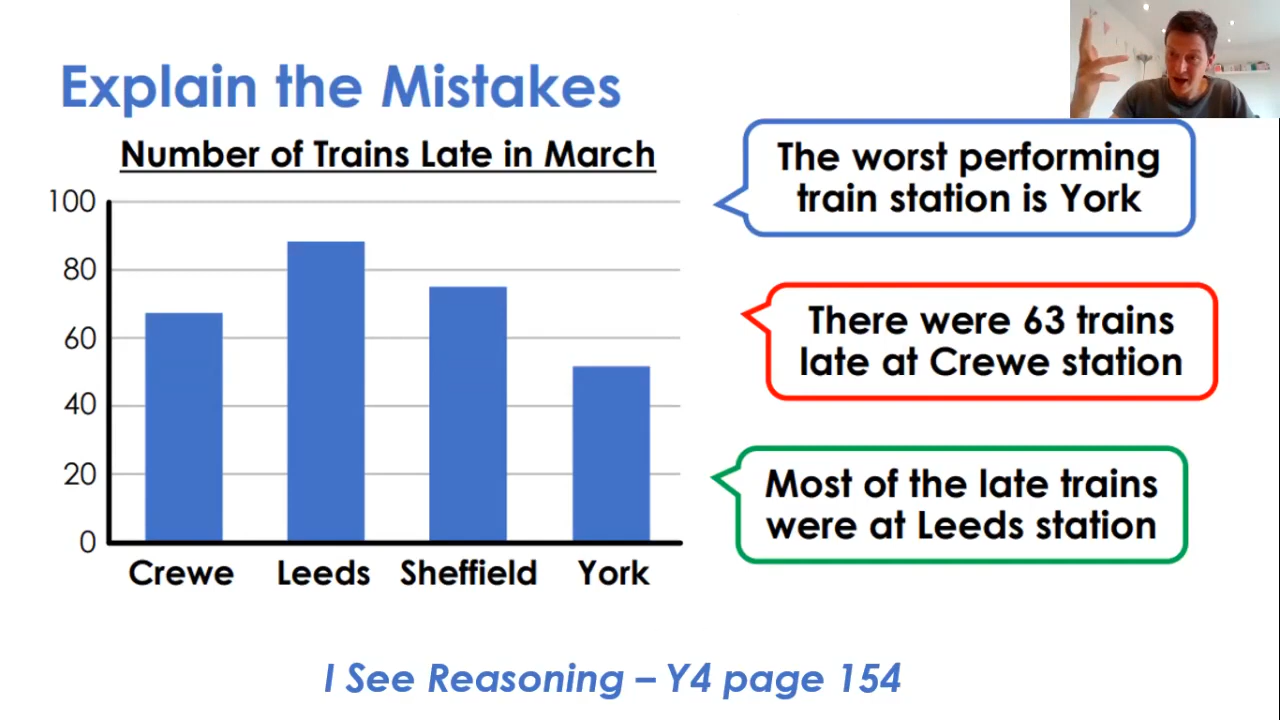 Explain the Mistakes
Number of Trains Late in March
100
80
60
40
20
0
Crewe Leeds Sheffield York
The worst performing
train station is York
There were 63 trains
late at Crewe station
Most of the late trains
were at Leeds station
I See Reasoning – Y4 page 154